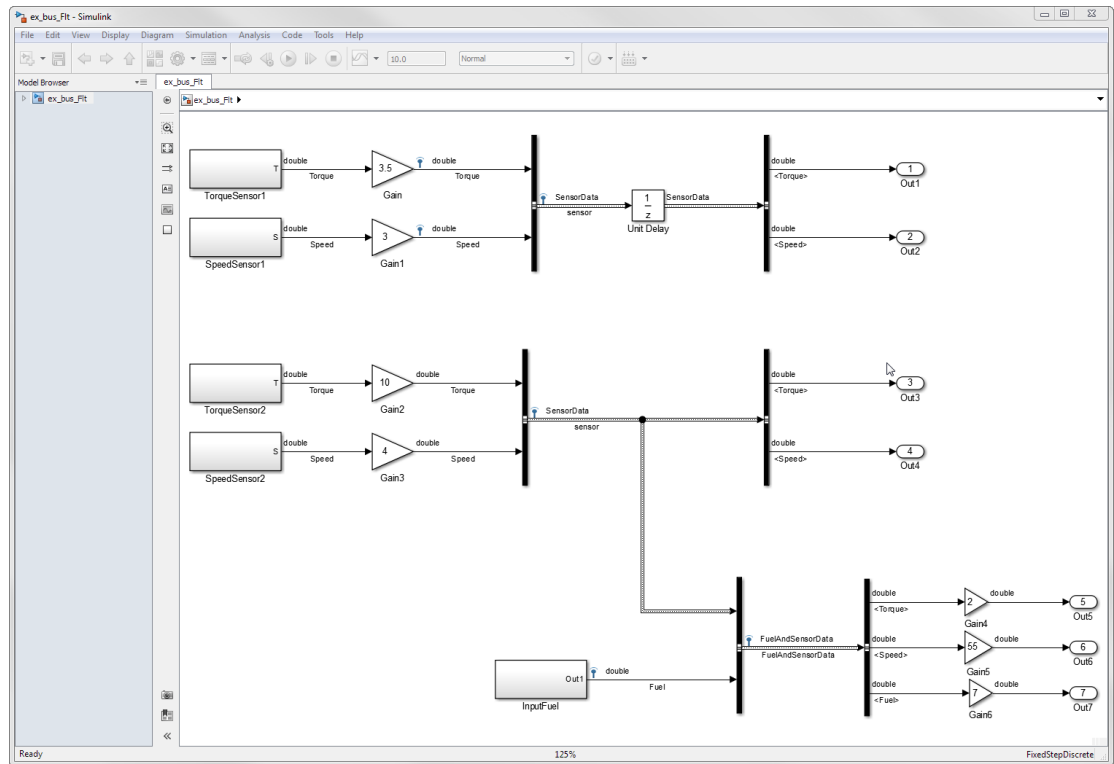 ex_bus_Flt - Simulink
File Edit View Display Diagram Simulation Analysis Code Tools Help
10.0 Normal
Model Browser ex_bus_Flt
ex_bus_Flt ex_bus_Flt
T double Torque 3.5 double Torque double <Torque> 1
TorqueSensor1 Gain Out1
SensorData sensor 1 z SensorData
Unit Delay
S double Speed 3 double Speed double <Speed> 2
SpeedSensor1 Gain1 Out2
T double Torque 10 double Torque double <Torque> 3
TorqueSensor2 Gain2 Out3
SensorData
sensor
S double Speed 4 double Speed double <Speed> 4
SpeedSensor2 Gain3 Out4
double <Torque> 2 double 5
Gain4 Out5
FuelAndSensorData
FuelAndSensorData
double <Speed> 55 double 6
Gain5 Out6
Out1 double Fuel
InputFuel
double <Fuel> 7 double 7
Gain6 Out7
Ready 125% FixedStepDiscrete